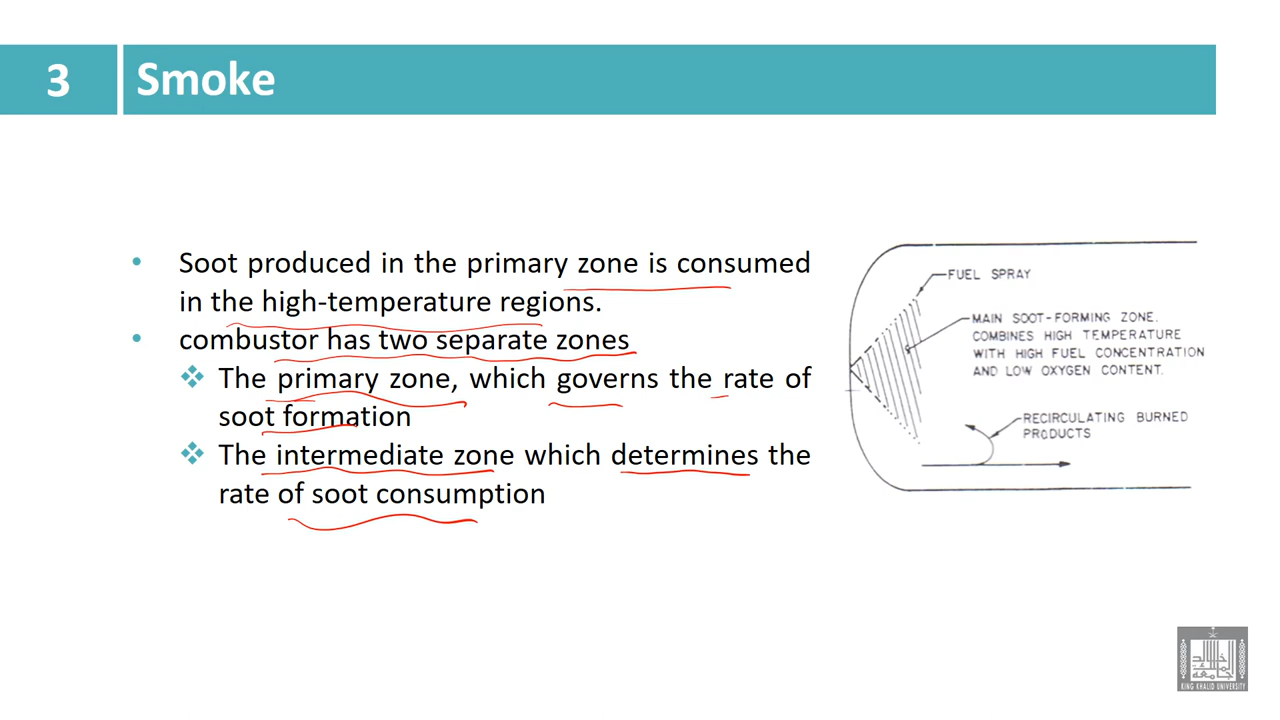 3
Smoke
• Soot produced in the primary zone is consumed
in the high-temperature regions.
• combustor has two separate zones
❖ The primary zone, which governs the rate of
soot formation
❖ The intermediate zone which determines the
rate of soot consumption
FUEL SPRAY
MAIN SOOT-FORMING ZONE.
COMBINES HIGH TEMPERATURE
WITH HIGH FUEL CONCENTRATION
AND LOW OXYGEN CONTENT.
RECIRCULATING BURNED
PRODUCTS
KING KHALID UNIVERSITY